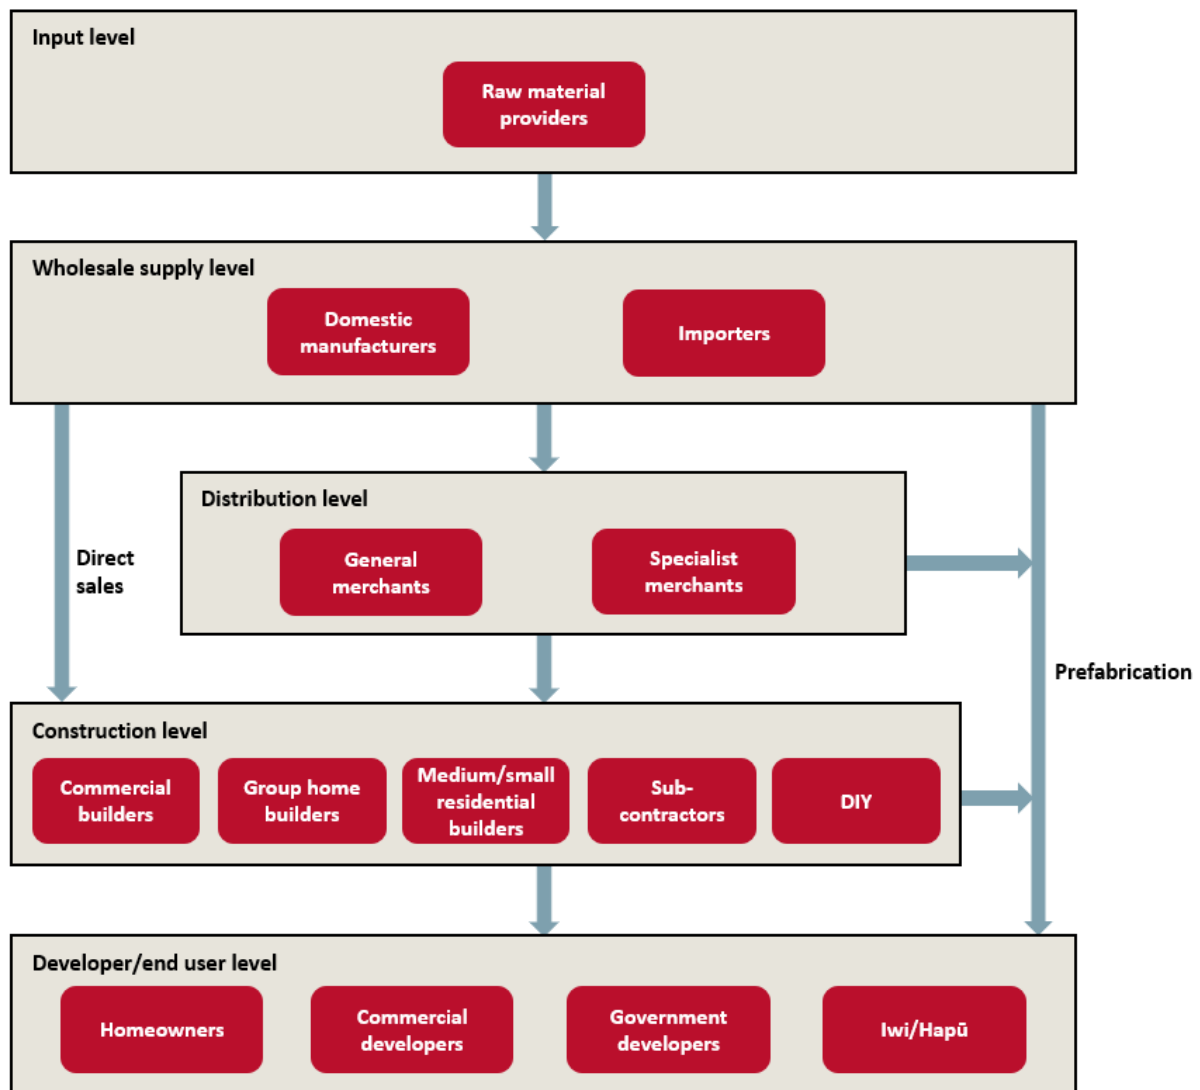 Input level
Raw material
providers
Wholesale supply level
Domestic
manufacturers
Importers
Distribution level
General
merchants
Specialist
merchants
Direct
sales
Prefabrication
Construction level
Commercial
builders
Group home
builders
Medium/small
residential
builders
Sub-
contractors
DIY
Developer/end user level
Homeowners
Commercial
developers
Government
developers
Iwi/Hapū